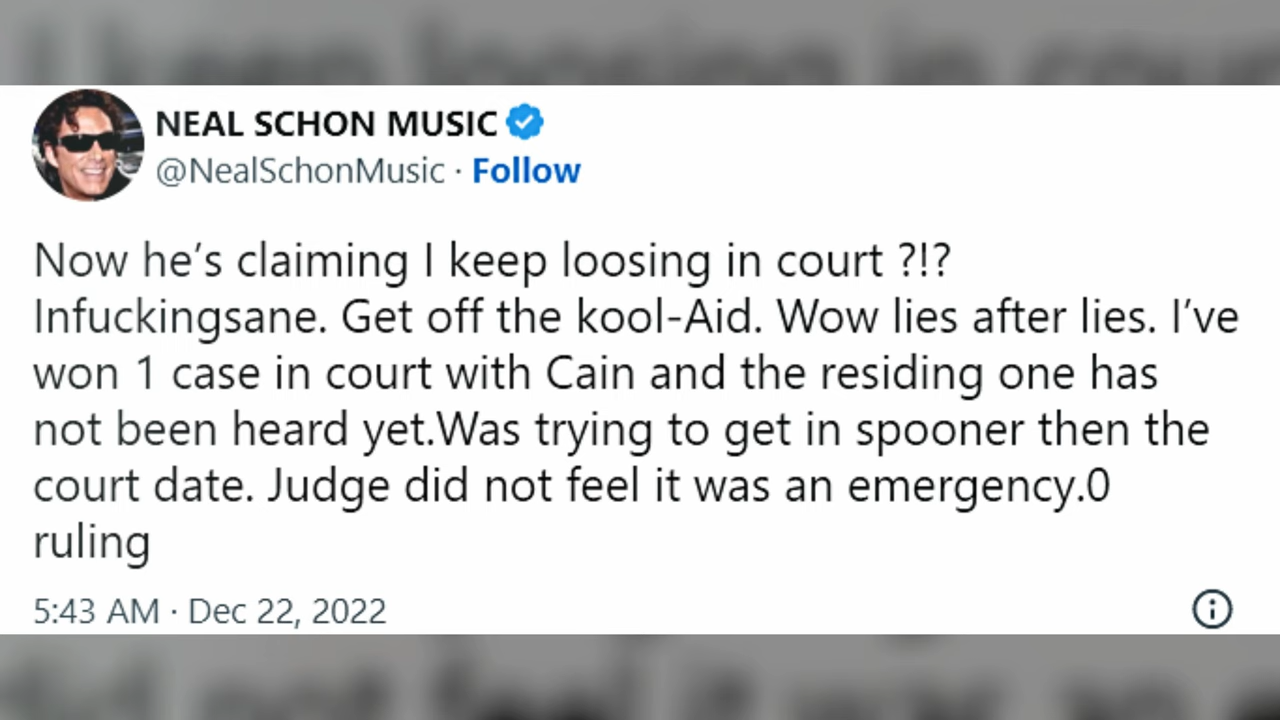 NEAL SCHON MUSIC
@NealSchonMusic · Follow
Now he’s claiming I keep loosing in court ?!?
Infuckingsane. Get off the kool-Aid. Wow lies after lies. I’ve
won 1 case in court with Cain and the residing one has
not been heard yet.Was trying to get in spooner then the
court date. Judge did not feel it was an emergency.0
ruling
5:43 AM · Dec 22, 2022